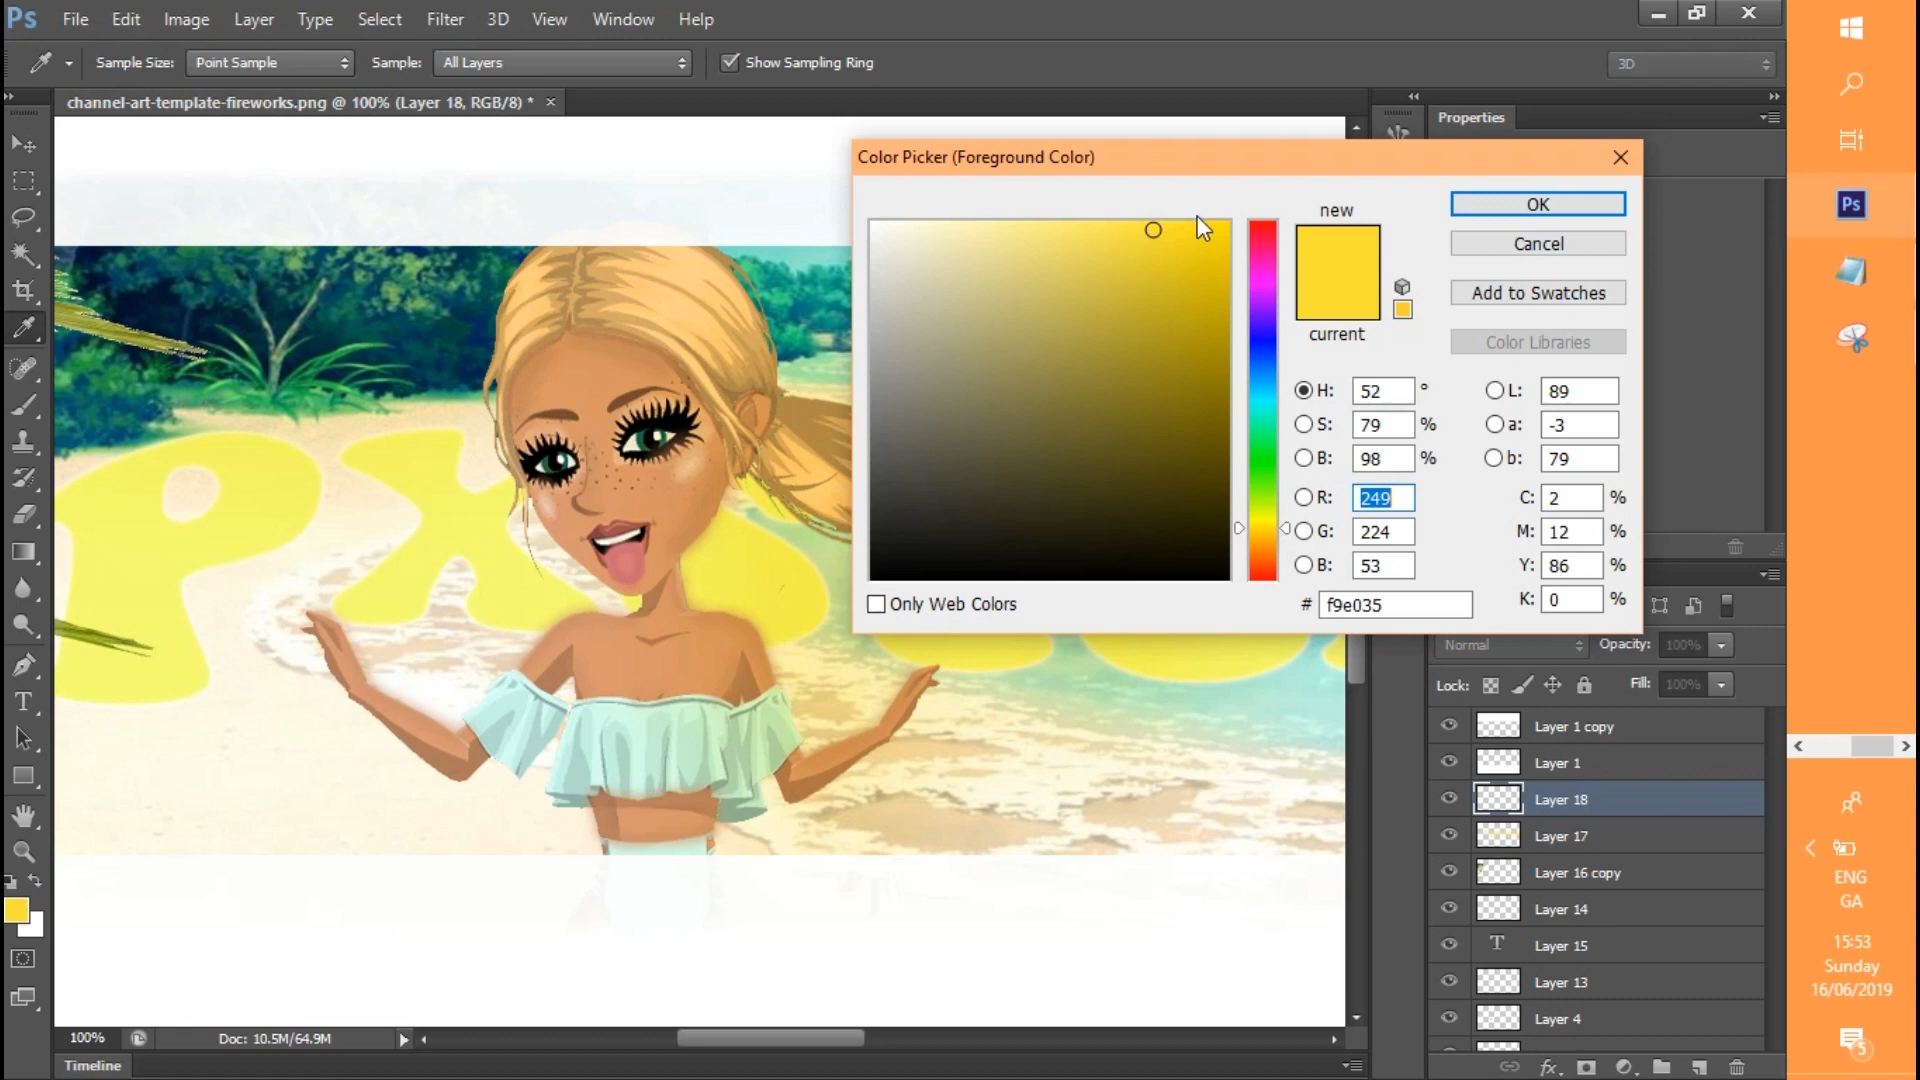 Ps File Edit Image Layer Type Select Filter 3D View Window Help
Sample Size: Point Sample Sample: All Layers Show Sampling Ring 3D
channel-art-template-fireworks.png @ 100% (Layer 18, RGB/8) * ×
Properties
Color Picker (Foreground Color)
new
OK
Cancel
Add to Swatches
current
Color Libraries
H: 52 ° L: 89
S: 79 % a: -3
B: 98 % b: 79
R: 249 C: 2 %
G: 224 M: 12 %
B: 53 Y: 86 %
Only Web Colors # f9e035 K: 0 %
Ps
PX
Normal Opacity: 100%
Lock: Fill: 100%
Layer 1 copy
Layer 1
Layer 18
Layer 17
Layer 16 copy
Layer 14
T Layer 15
Layer 13
Layer 4
T
fx
ENG
GA
15:53
Sunday
16/06/2019
5
100% Doc: 10.5M/64.9M
Timeline